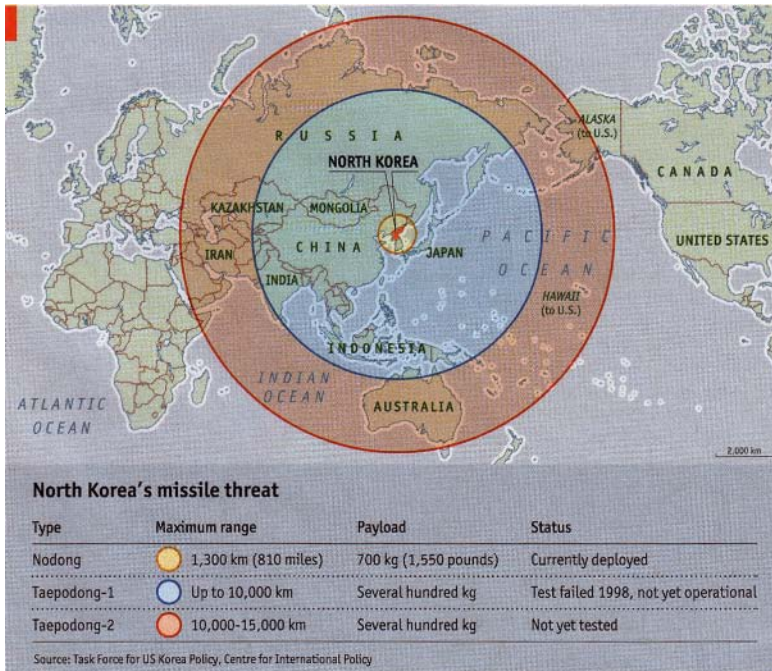 ALASKA
(to U.S.)
RUSSIA
NORTH KOREA
CANADA
KAZAKHSTAN
MONGOLIA
PACIFIC
OCEAN
UNITED STATES
IRAN
CHINA
JAPAN
INDIA
HAWAII
(to U.S.)
INDONESIA
INDIAN
OCEAN
ATLANTIC
OCEAN
AUSTRALIA
2,000 km
North Korea's missile threat
Type Maximum range Payload Status
Nodong 1,300 km (810 miles) 700 kg (1,550 pounds) Currently deployed
Taepodong-1 Up to 10,000 km Several hundred kg Test failed 1998, not yet operational
Taepodong-2 10,000-15,000 km Several hundred kg Not yet tested
Source: Task Force for US Korea Policy, Centre for International Policy